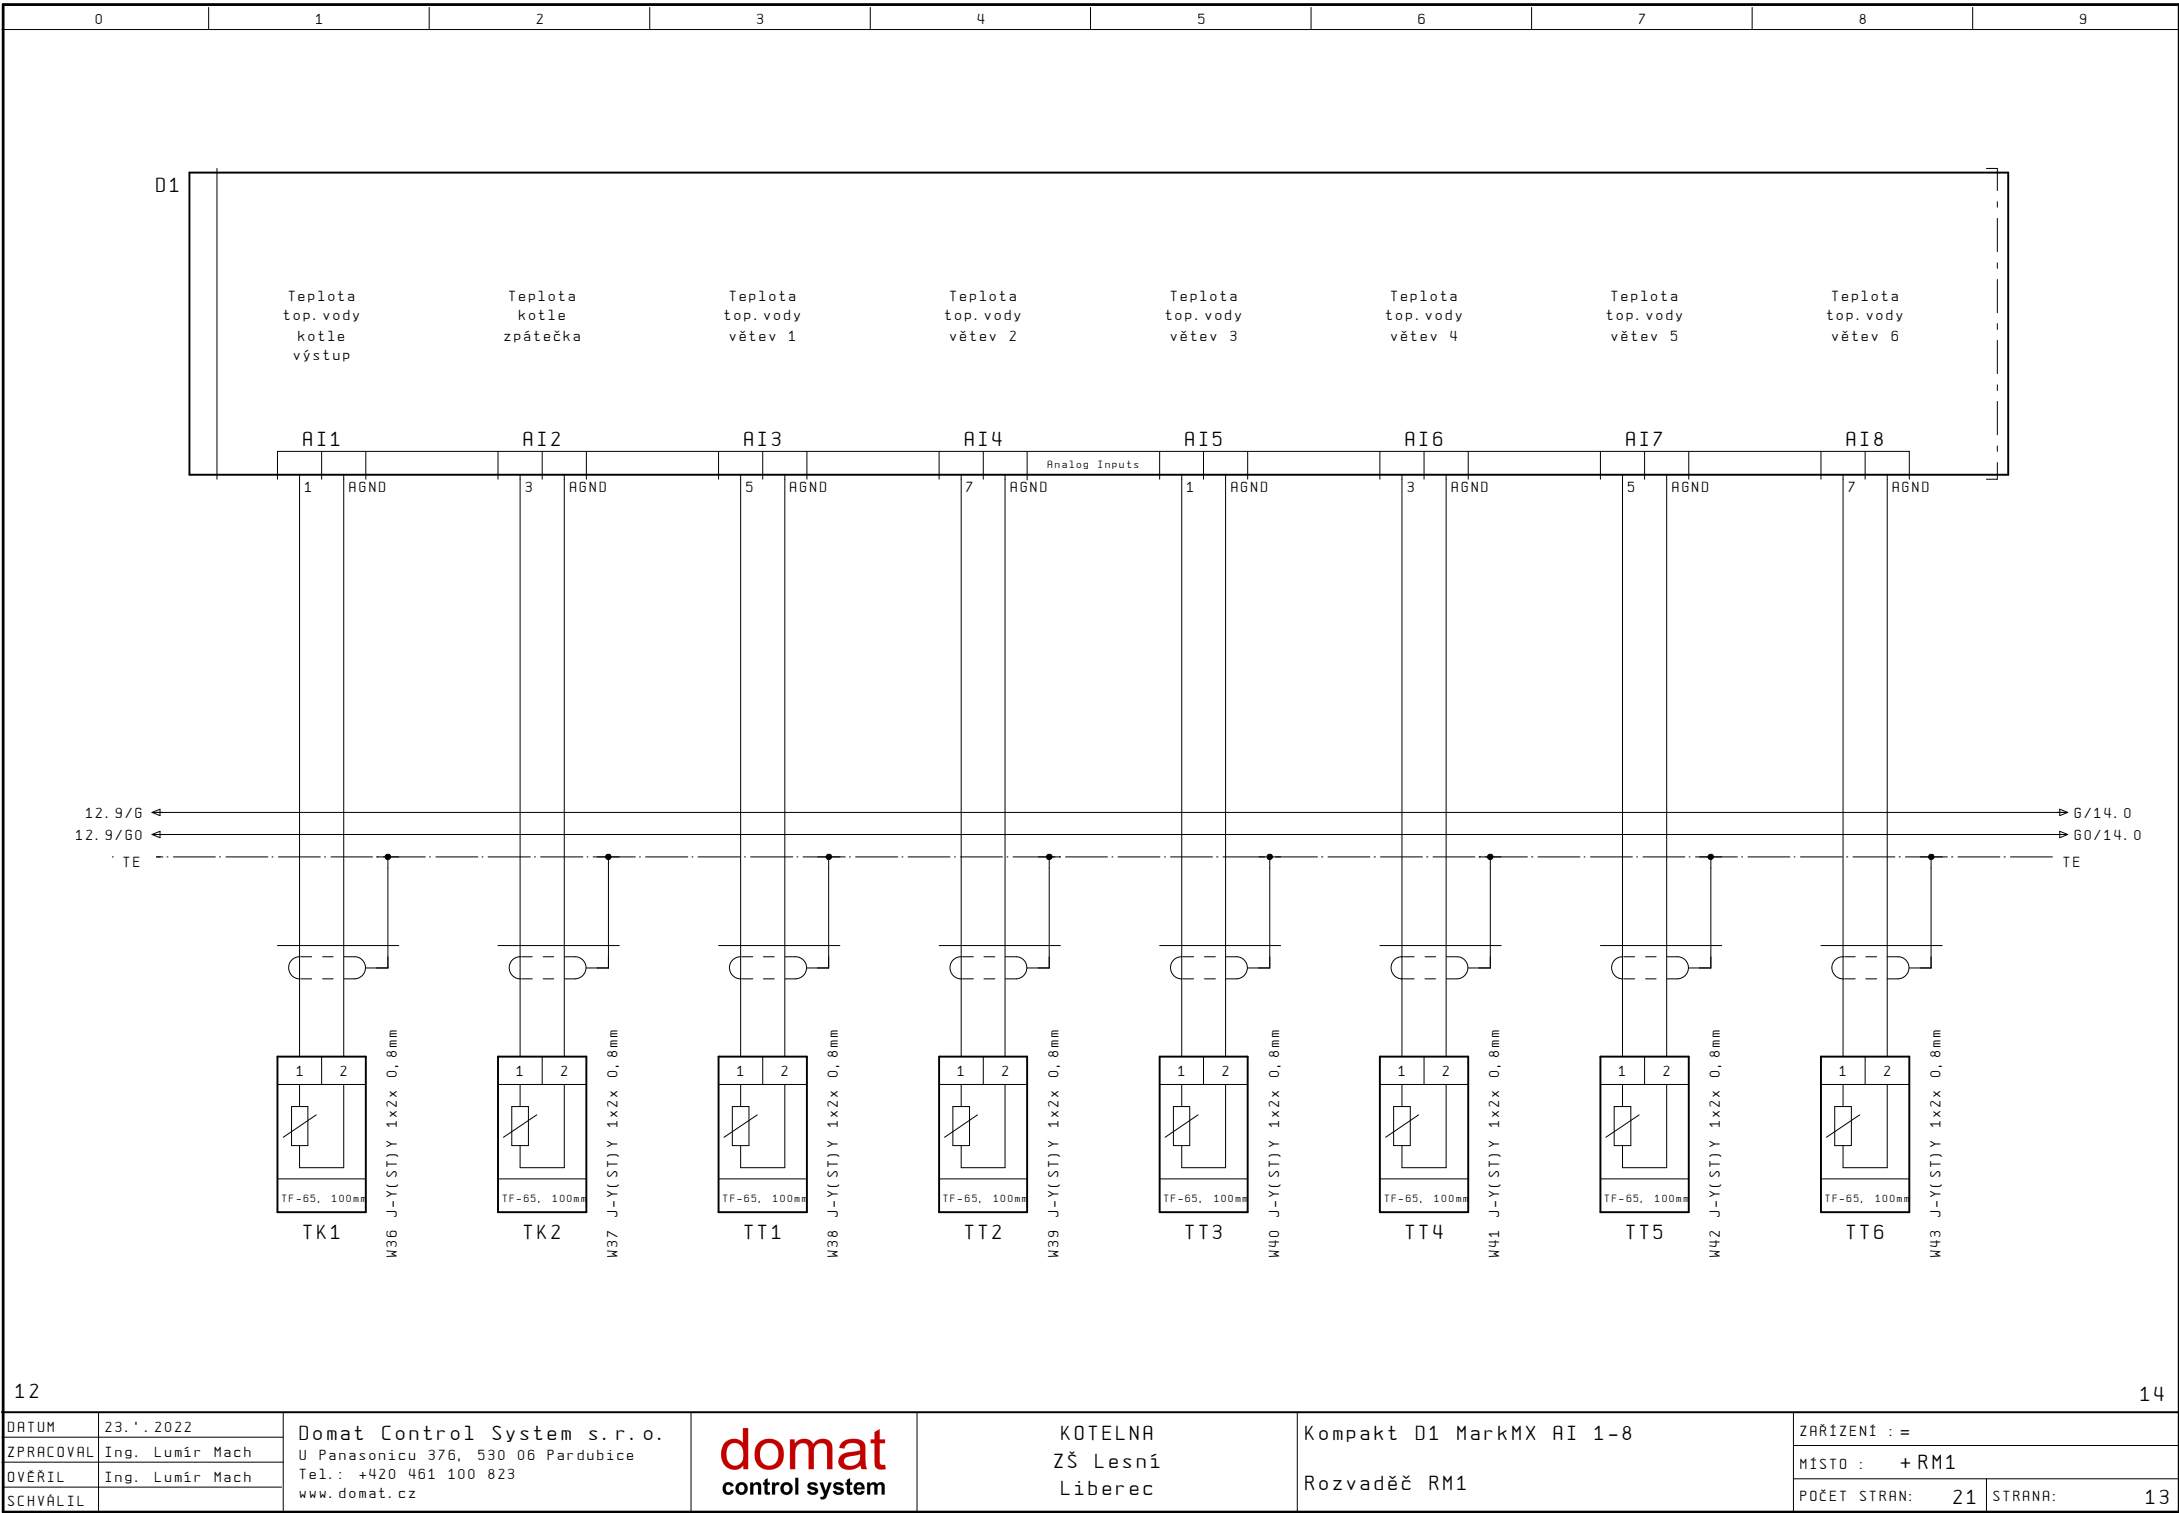 0 1 2 3 4 5 6 7 8 9
D1
Teplota Teplota Teplota Teplota Teplota Teplota Teplota Teplota
top.vody kotle top.vody top.vody top.vody top.vody top.vody top.vody
kotle zpátečka větev 1 větev 2 větev 3 větev 4 větev 5 větev 6
výstup
AI1 AI2 AI3 AI4 AI5 AI6 AI7 AI8
Analog Inputs
1 AGND 3 AGND 5 AGND 7 AGND 1 AGND 3 AGND 5 AGND 7 AGND
12.9/G G/14.0
12.9/G0 G0/14.0
TE TE
1 2 1 2 1 2 1 2 1 2 1 2 1 2 1 2
TF-65, 100mm TF-65, 100mm TF-65, 100mm TF-65, 100mm TF-65, 100mm TF-65, 100mm TF-65, 100mm TF-65, 100mm
TK1 TK2 TT1 TT2 TT3 TT4 TT5 TT6
W36 J-Y(ST)Y 1x2x 0,8mm
W37 J-Y(ST)Y 1x2x 0,8mm
W38 J-Y(ST)Y 1x2x 0,8mm
W39 J-Y(ST)Y 1x2x 0,8mm
W40 J-Y(ST)Y 1x2x 0,8mm
W41 J-Y(ST)Y 1x2x 0,8mm
W42 J-Y(ST)Y 1x2x 0,8mm
W43 J-Y(ST)Y 1x2x 0,8mm
12 14
DATUM 23.'.2022
ZPRACOVAL Ing. Lumír Mach
OVĚŘIL Ing. Lumír Mach
SCHVÁLIL
Domat Control System s.r.o.
U Panasonicu 376, 530 06 Pardubice
Tel.: +420 461 100 823
www.domat.cz
domat
control system
KOTELNA
ZŠ Lesní
Liberec
Kompakt D1 MarkMX AI 1-8
Rozvaděč RM1
ZAŘÍZENÍ : =
MÍSTO : +RM1
POČET STRAN: 21 STRANA: 13